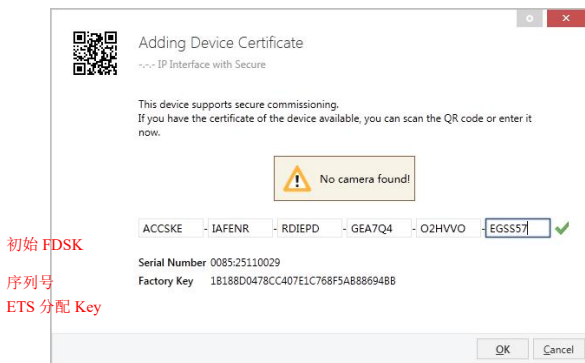 Adding Device Certificate
-.-.- IP Interface with Secure
This device supports secure commissioning.
If you have the certificate of the device available, you can scan the QR code or enter it
now.
No camera found!
初始 FDSK
ACCSKE - IAFENR - RDIEPD - GEA7Q4 - O2HVVO - EGSS57
序列号
Serial Number 0085:25110029
ETS 分配 Key
Factory Key 1B188D0478CC407E1C768F5AB88694BB
OK Cancel